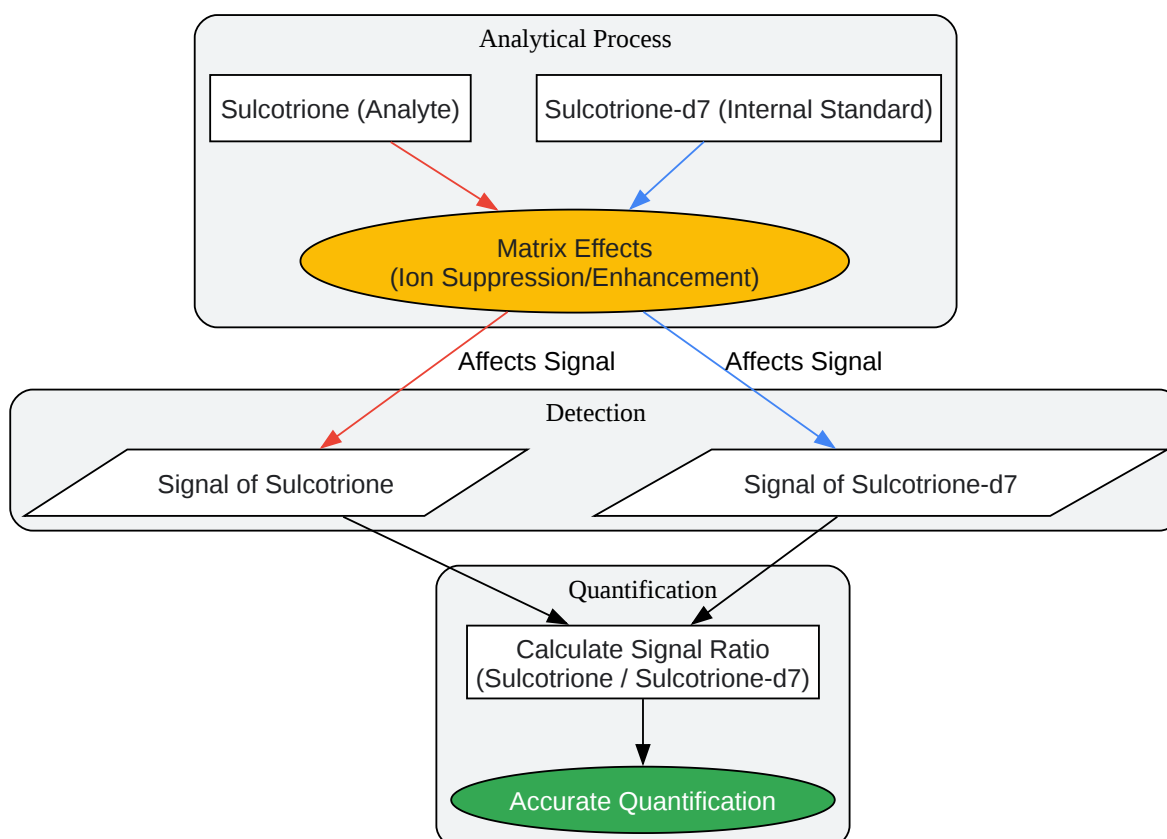 Analytical Process
Sulcotrione (Analyte)
Sulcotrione-d7 (Internal Standard)
Matrix Effects
(Ion Suppression/Enhancement)
Affects Signal
Affects Signal
Detection
Signal of Sulcotrione
Signal of Sulcotrione-d7
Quantification
Calculate Signal Ratio
(Sulcotrione / Sulcotrione-d7)
Accurate Quantification